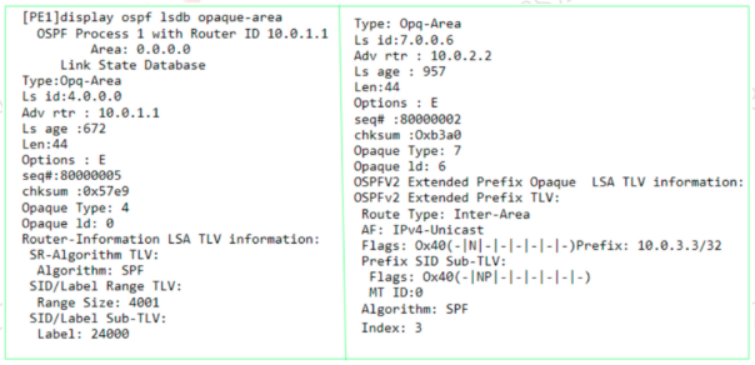 [PE1]display ospf lsdb opaque-area
OSPF Process 1 with Router ID 10.0.1.1
Area: 0.0.0.0
Link State Database
Type:Opq-Area
Ls id:4.0.0.0
Adv rtr : 10.0.1.1
Ls age :672
Len:44
Options : E
seq#:80000005
chksum :0x57e9
Opaque Type: 4
Opaque ld: 0
Router-Information LSA TLV information:
SR-Algorithm TLV:
Algorithm: SPF
SID/Label Range TLV:
Range Size: 4001
SID/Label Sub-TLV:
Label: 24000
Type: Opq-Area
Ls id:7.0.0.6
Adv rtr : 10.0.2.2
Ls age : 957
Len:44
Options : E
seq# :80000002
chksum :Oxb3a0
Opaque Type: 7
Opaque ld: 6
OSPFV2 Extended Prefix Opaque LSA TLV information:
OSPFv2 Extended Prefix TLV:
Route Type: Inter-Area
AF: IPv4-Unicast
Flags: Ox40(-|N|-|-|-|-|-|-)Prefix: 10.0.3.3/32
Prefix SID Sub-TLV:
Flags: Ox40(-|NP|-|-|-|-|-|-)
MT ID:0
Algorithm: SPF
Index: 3